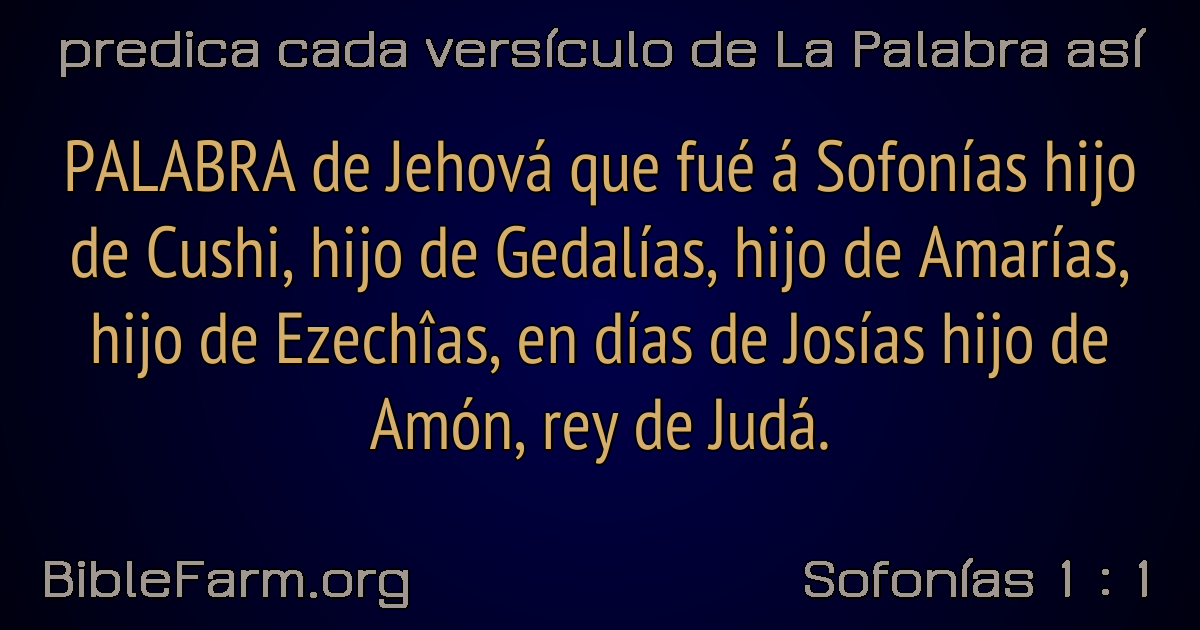 predica cada versículo de La Palabra así
PALABRA de Jehová que fué á Sofonías hijo
de Cushi, hijo de Gedalías, hijo de Amarías,
hijo de Ezechîas, en días de Josías hijo de
Amón, rey de Judá.
BibleFarm.org
Sofonías 1 : 1